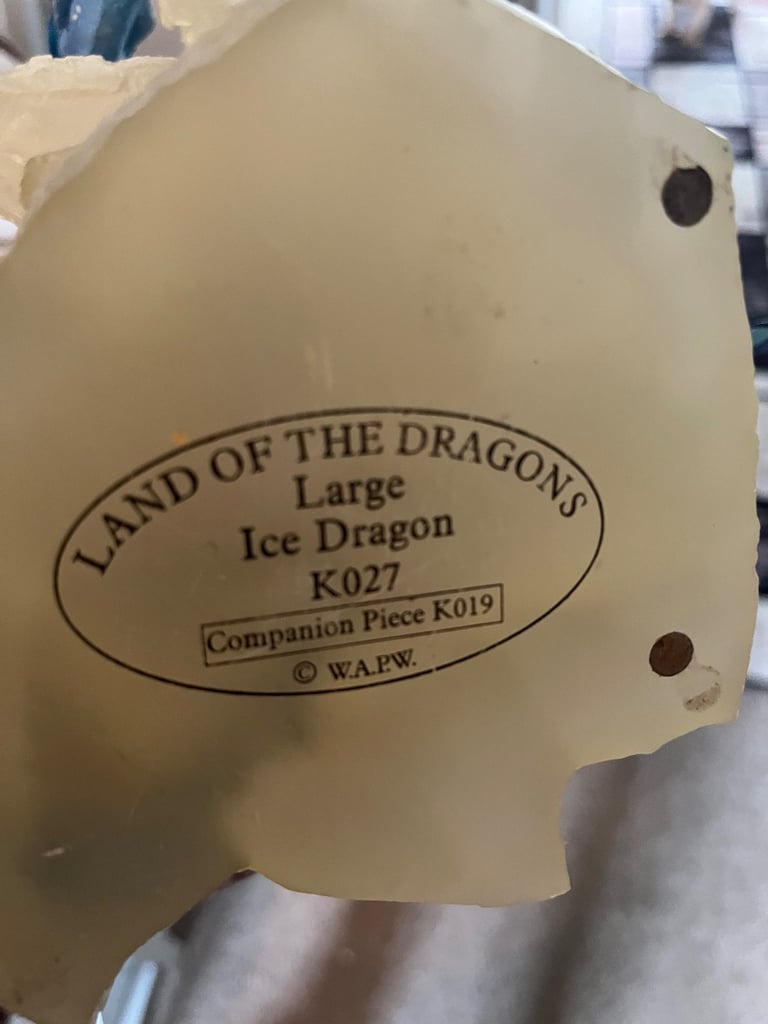 LAND OF THE DRAGONS
Large
Ice Dragon
K027
Companion Piece K019
© W.A.P.W.